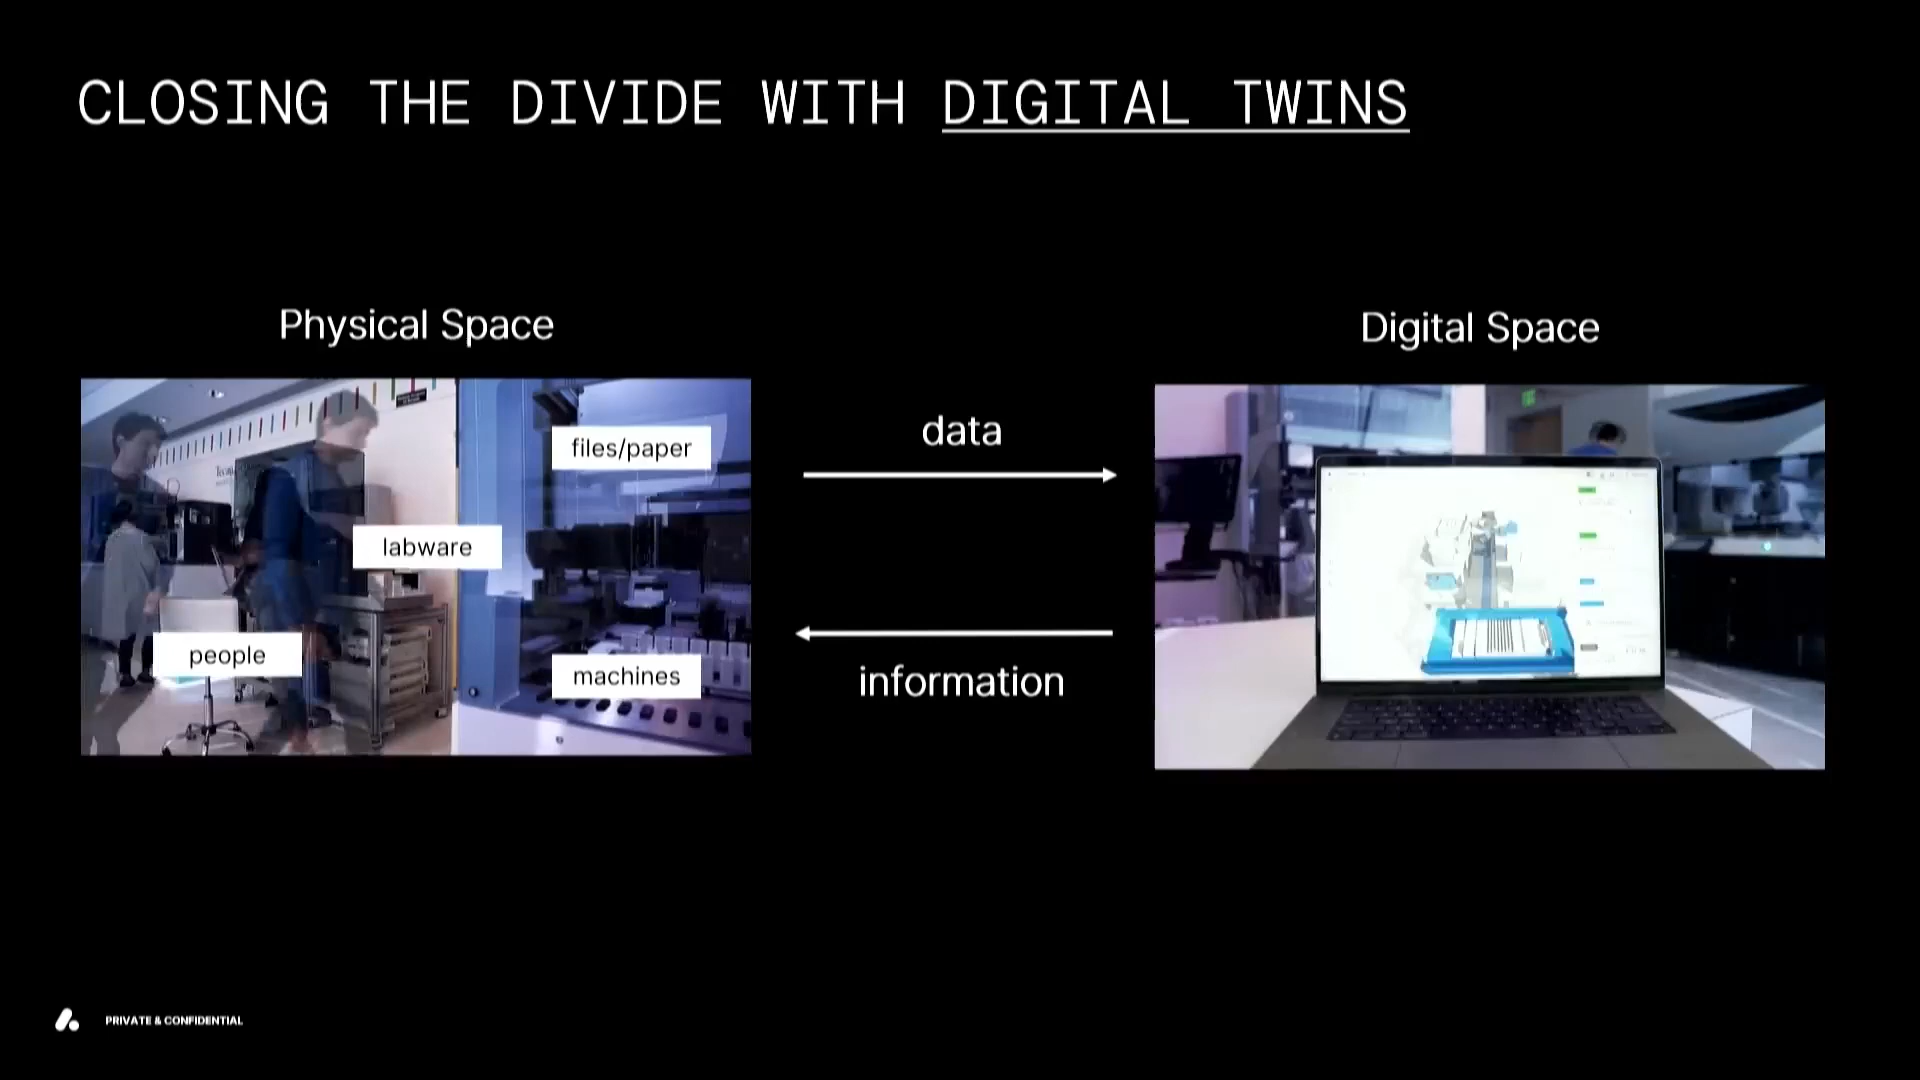 CLOSING THE DIVIDE WITH DIGITAL TWINS
Physical Space
Digital Space
files/paper
labware
people
machines
data
information
PRIVATE & CONFIDENTIAL